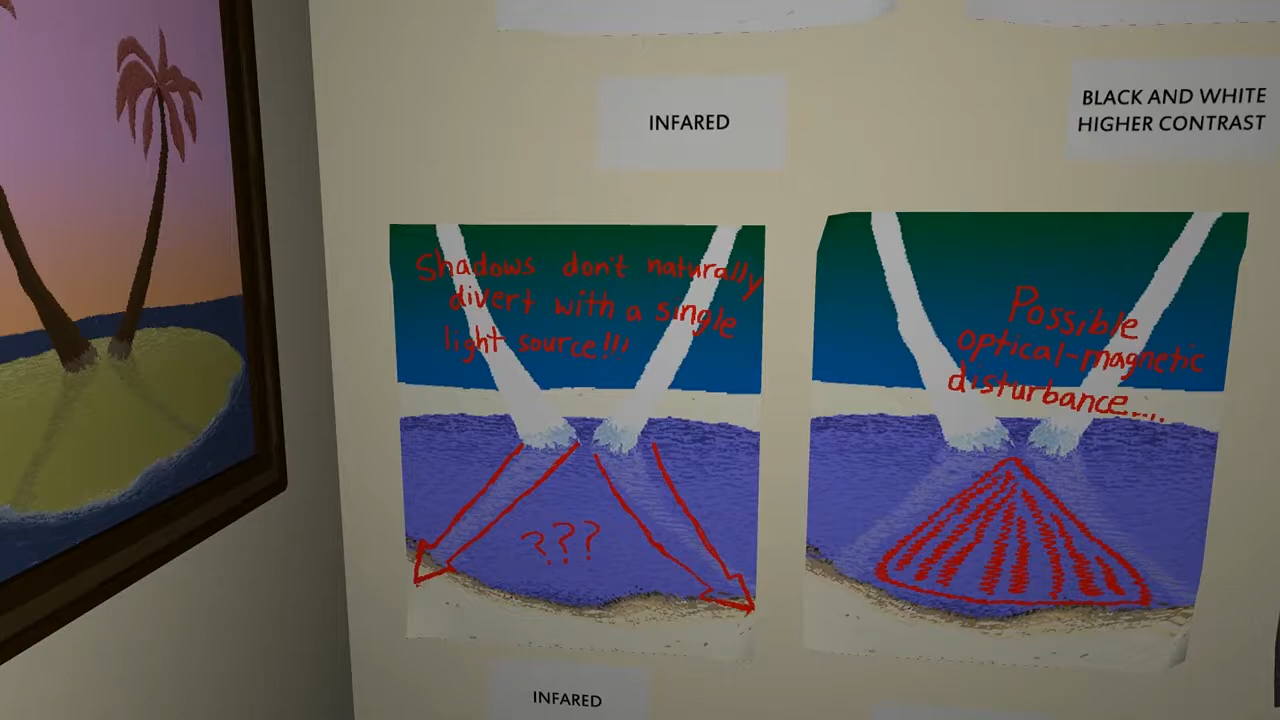 INFARED
BLACK AND WHITE
HIGHER CONTRAST
Shadows don't naturally
divert with a single
light source!!!
???
Possible
optical-magnetic
disturbance....
INFARED